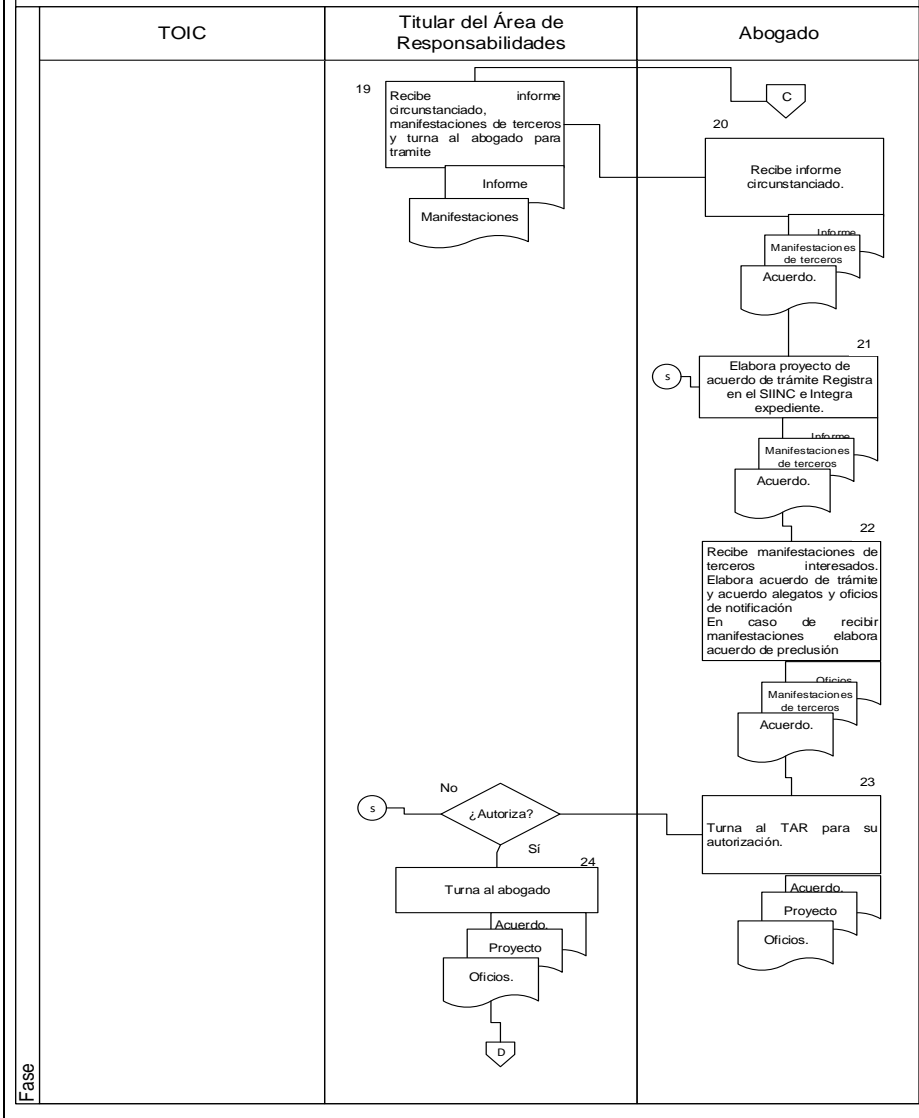 TOIC
Titular del Área de
Responsabilidades
Abogado
19
Recibe informe
circunstanciado,
manifestaciones de terceros
y turna al abogado para
tramite
Informe
Manifestaciones
C
20
Recibe informe
circunstanciado.
Informe
Manifestaciones
de terceros
Acuerdo.
21
s
Elabora proyecto de
acuerdo de trámite Registra
en el SIINC e Integra
expediente.
Informe
Manifestaciones
de terceros
Acuerdo.
22
Recibe manifestaciones de
terceros interesados.
Elabora acuerdo de trámite
y acuerdo alegatos y oficios
de notificación
En caso de recibir
manifestaciones elabora
acuerdo de preclusión
Oficios
Manifestaciones
de terceros
Acuerdo.
23
Turna al TAR para su
autorización.
Acuerdo.
Proyecto
Oficios.
s
No
¿Autoriza?
Sí
24
Turna al abogado
Acuerdo.
Proyecto
Oficios.
D
Fase